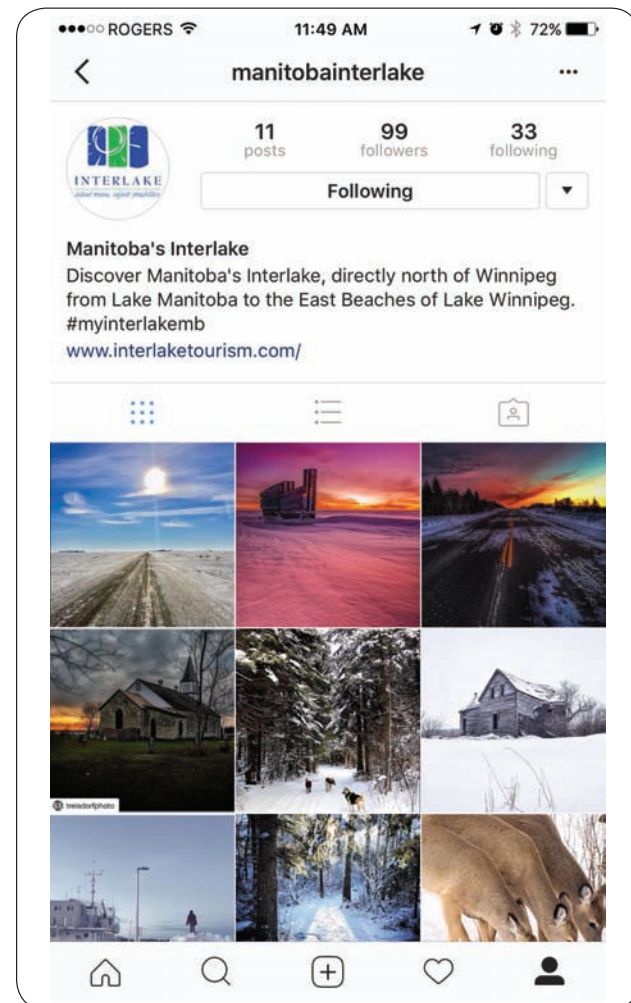 ROGERS 11:49 AM 72%
manitobainterlake
11 99 33
posts followers following
INTERLAKE
Following
Manitoba's Interlake
Discover Manitoba's Interlake, directly north of Winnipeg
from Lake Manitoba to the East Beaches of Lake Winnipeg.
#myinterlakemb
www.interlaketourism.com/
treisdorfphoto